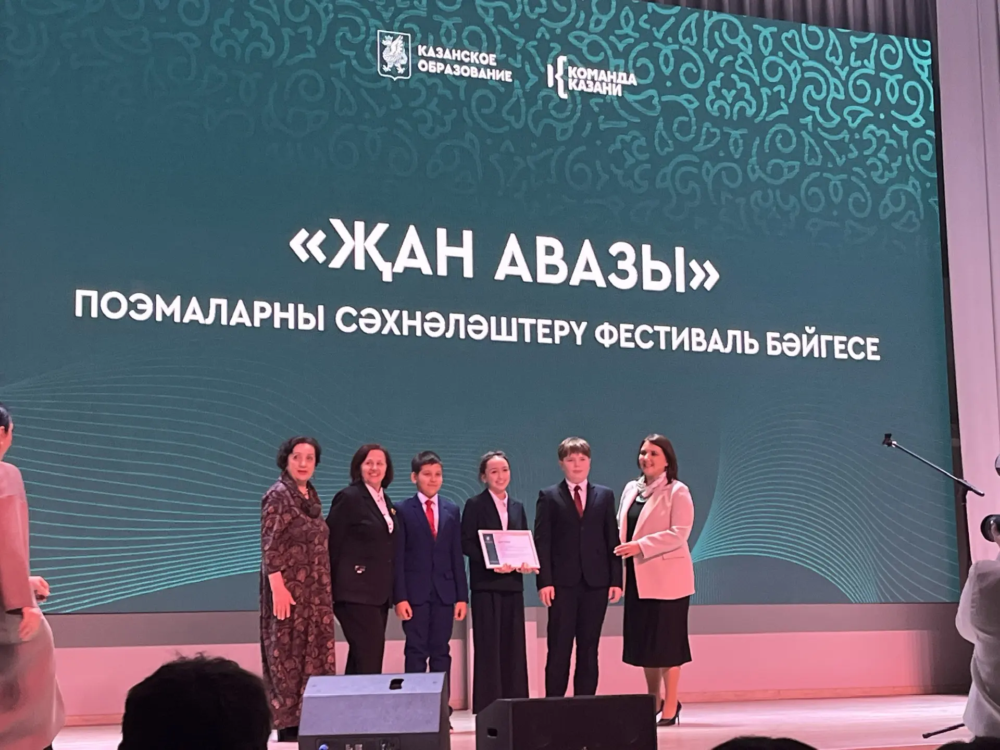 КАЗАНСКОЕ
ОБРАЗОВАНИЕ
КОМАНДА
КАЗАНИ
«ҖАН АВАЗЫ»
ПОЭМАЛАРНЫ СӘХНӘЛӘШТЕРҮ ФЕСТИВАЛЬ БӘЙГЕСЕ